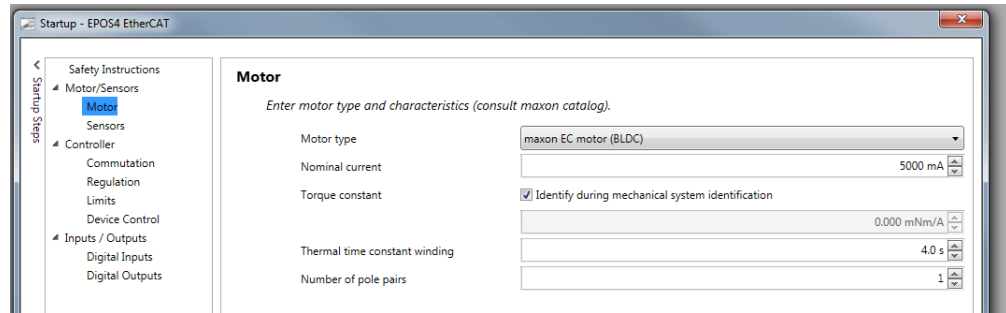 Startup - EPOS4 EtherCAT
Startup Steps
Safety Instructions
Motor/Sensors
Motor
Sensors
Controller
Commutation
Regulation
Limits
Device Control
Inputs / Outputs
Digital Inputs
Digital Outputs
Motor
Enter motor type and characteristics (consult maxon catalog).
Motor type maxon EC motor (BLDC)
Nominal current 5000 mA
Torque constant Identify during mechanical system identification
0.000 mNm/A
Thermal time constant winding 4.0 s
Number of pole pairs 1